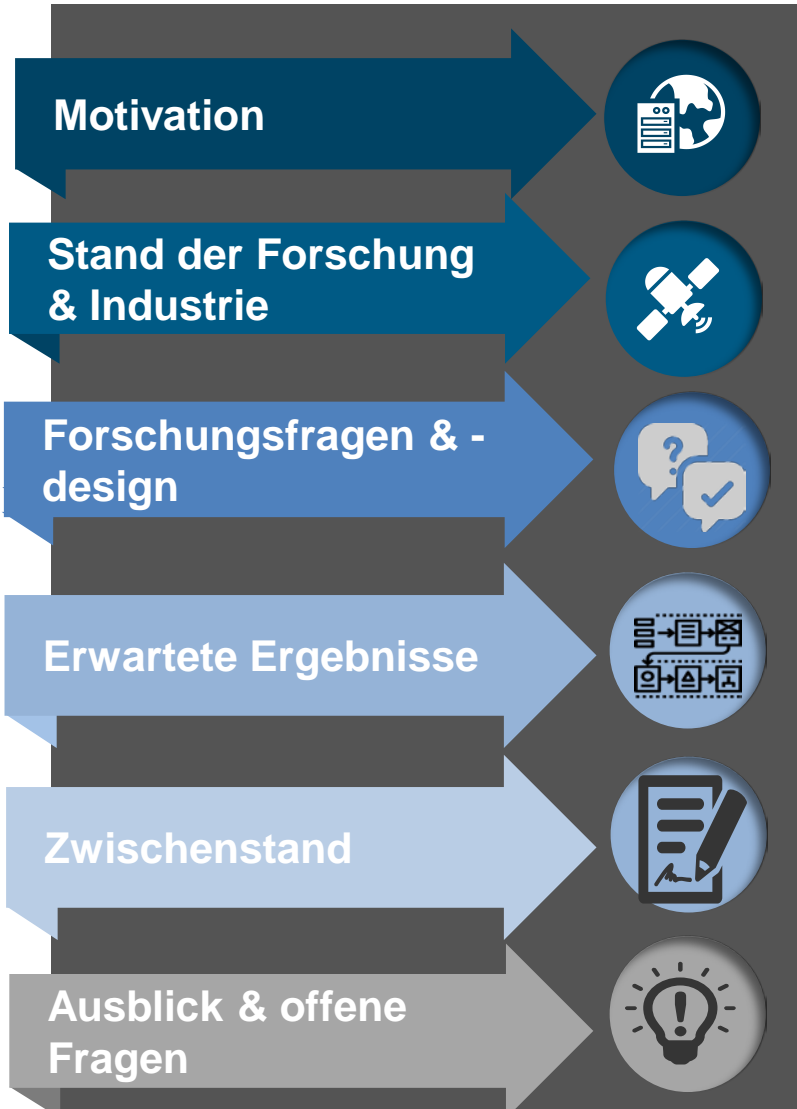 Motivation
Stand der Forschung
& Industrie
Forschungsfragen & -
design
Erwartete Ergebnisse
Zwischenstand
Ausblick & offene
Fragen